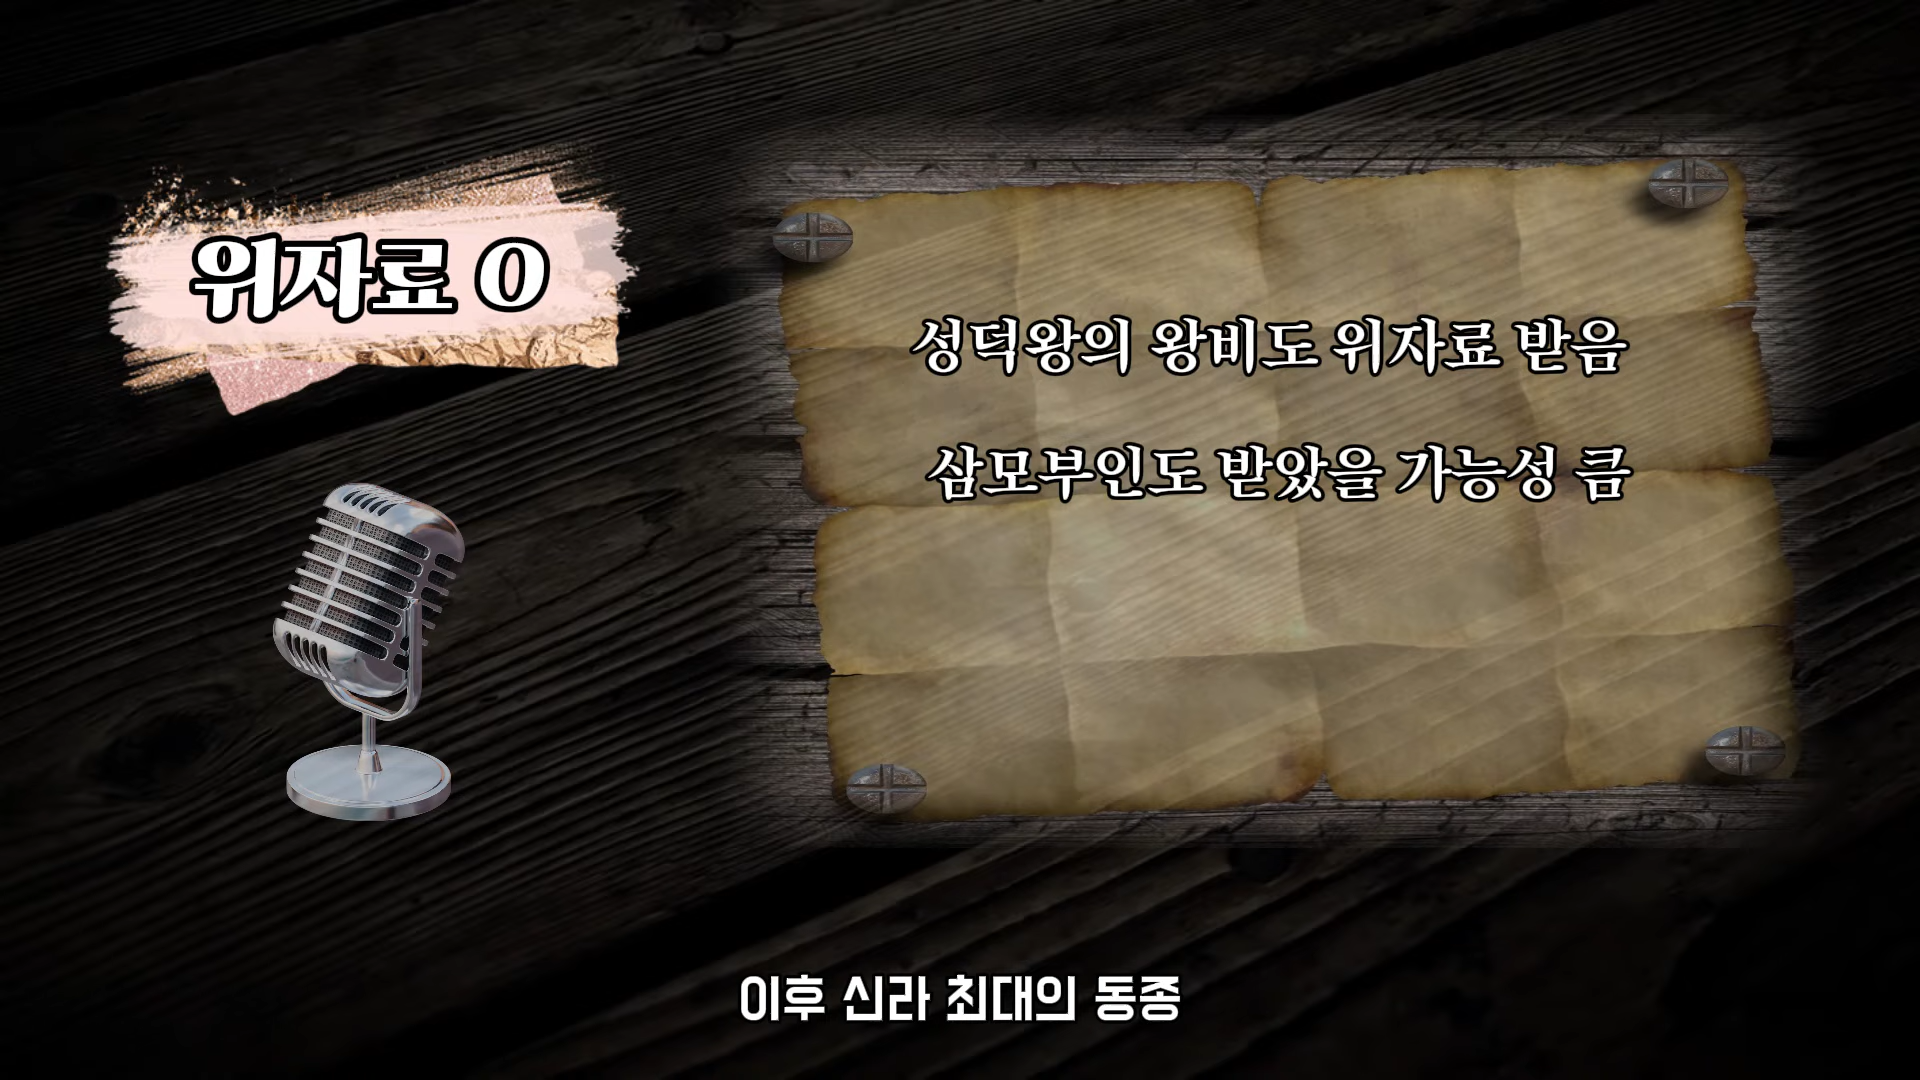 위자료 O
성덕왕의 왕비도 위자료 받음
삼모부인도 받았을 가능성 큼
이후 신라 최대의 동종